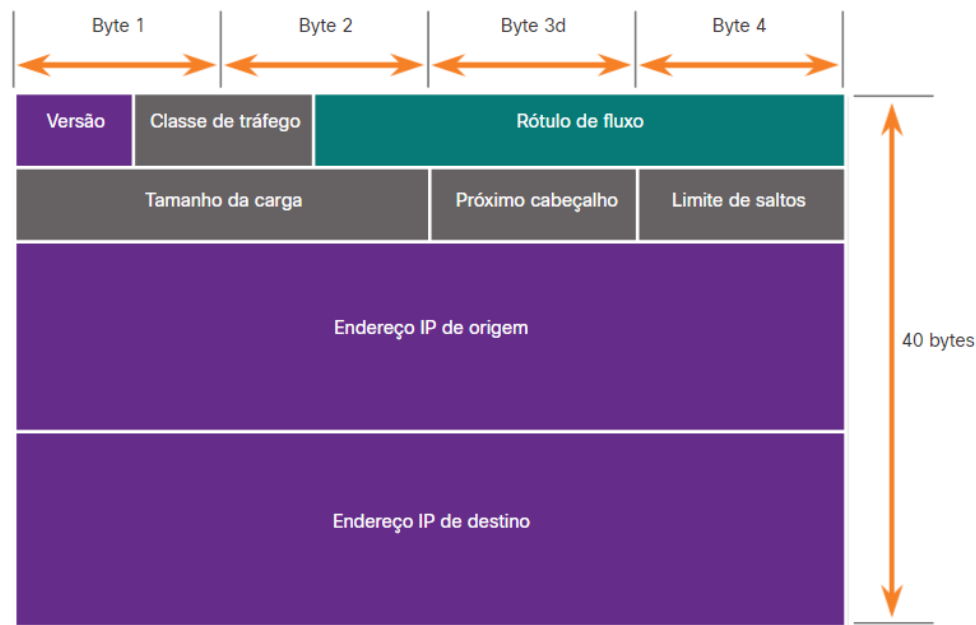 Byte 1
Byte 2
Byte 3d
Byte 4
Versão
Classe de tráfego
Rótulo de fluxo
Tamanho da carga
Próximo cabeçalho
Limite de saltos
Endereço IP de origem
40 bytes
Endereço IP de destino